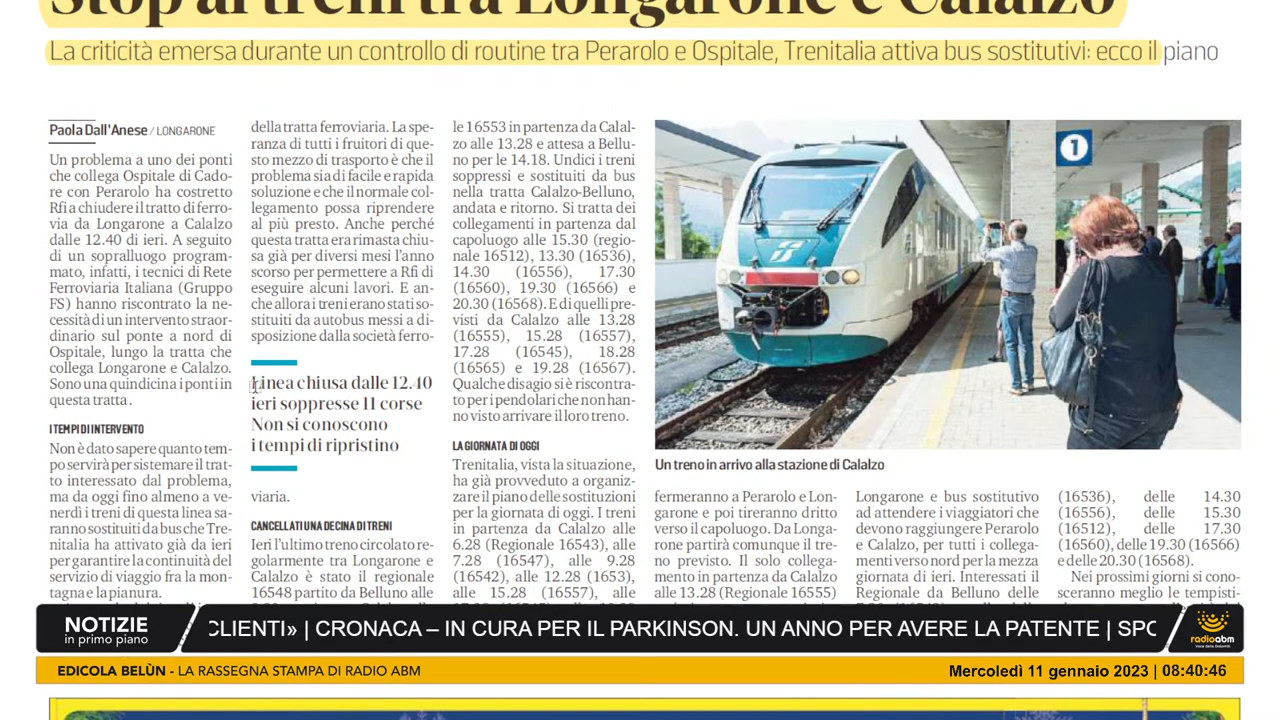 Stop ai treni tra Longarone e Calalzo
La criticità emersa durante un controllo di routine tra Perarolo e Ospitale, Trenitalia attiva bus sostitutivi: ecco il piano
Paola Dall'Anese / LONGARONE
Un problema a uno dei ponti
che collega Ospitale di Cado-
re con Perarolo ha costretto
Rfi a chiudere il tratto di ferro-
via da Longarone a Calalzo
dalle 12.40 di ieri. A seguito
di un sopralluogo program-
mato, infatti, i tecnici di Rete
Ferroviaria Italiana (Gruppo
FS) hanno riscontrato la ne-
cessità di un intervento straor-
dinario sul ponte a nord di
Ospitale, lungo la tratta che
collega Longarone e Calalzo.
Sono una quindicina i ponti in
questa tratta.
I TEMPI DI INTERVENTO
Non è dato sapere quanto tem-
po servirà per sistemare il trat-
to interessato dal problema,
ma da oggi fino almeno a ve-
nerdì i treni di questa linea sa-
ranno sostituiti da bus che Tre-
nitalia ha attivato già da ieri
per garantire la continuità del
servizio di viaggio fra la mon-
tagna e la pianura.
della tratta ferroviaria. La spe-
ranza di tutti i fruitori di que-
sto mezzo di trasporto è che il
problema sia di facile e rapida
soluzione e che il normale col-
legamento possa riprendere
al più presto. Anche perché
questa tratta era rimasta chiu-
sa già per diversi mesi l'anno
scorso per permettere a Rfi di
eseguire alcuni lavori. E an-
che allora i treni erano stati so-
stituiti da autobus messi a di-
sposizione dalla società ferro-
Linea chiusa dalle 12.40
ieri soppresse 11 corse
Non si conoscono
i tempi di ripristino
viaria.
CANCELLATI UNA DECINA DI TRENI
Ieri l'ultimo treno circolato re-
golarmente tra Longarone e
Calalzo è stato il regionale
16548 partito da Belluno alle
le 16553 in partenza da Calal-
zo alle 13.28 e attesa a Bellu-
no per le 14.18. Undici i treni
soppressi e sostituiti da bus
nella tratta Calalzo-Belluno,
andata e ritorno. Si tratta dei
collegamenti in partenza dal
capoluogo alle 15.30 (regio-
nale 16512), 13.30 (16536),
14.30 (16556), 17.30
(16560), 19.30 (16566) e
20.30 (16568). E di quelli pre-
visti da Calalzo alle 13.28
(16555), 15.28 (16557),
17.28 (16545), 18.28
(16565) e 19.28 (16567).
Qualche disagio si è riscontra-
to per i pendolari che non han-
no visto arrivare il loro treno.
LA GIORNATA DI OGGI
Trenitalia, vista la situazione,
ha già provveduto a organiz-
zare il piano delle sostituzioni
per la giornata di oggi. I treni
in partenza da Calalzo alle
6.28 (Regionale 16543), alle
7.28 (16547), alle 9.28
(16542), alle 12.28 (1653),
alle 15.28 (16557), alle
1
Un treno in arrivo alla stazione di Calalzo
fermeranno a Perarolo e Lon-
garone e poi tireranno dritto
verso il capoluogo. Da Longa-
rone partirà comunque il tre-
no previsto. Il solo collega-
mento in partenza da Calalzo
alle 13.28 (Regionale 16555)
Longarone e bus sostitutivo
ad attendere i viaggiatori che
devono raggiungere Perarolo
e Calalzo, per tutti i collega-
menti verso nord per la mezza
giornata di ieri. Interessati il
Regionale da Belluno delle
(16536), delle 14.30
(16556), delle 15.30
(16512), delle 17.30
(16560), delle 19.30 (16566)
e delle 20.30 (16568).
Nei prossimi giorni si cono-
sceranno meglio le tempisti-
NOTIZIE
in primo piano
CLIENTI» | CRONACA – IN CURA PER IL PARKINSON. UN ANNO PER AVERE LA PATENTE | SPO
radioabm
Voce delle Dolomiti
EDICOLA BELÙN - LA RASSEGNA STAMPA DI RADIO ABM
Mercoledì 11 gennaio 2023 | 08:40:46